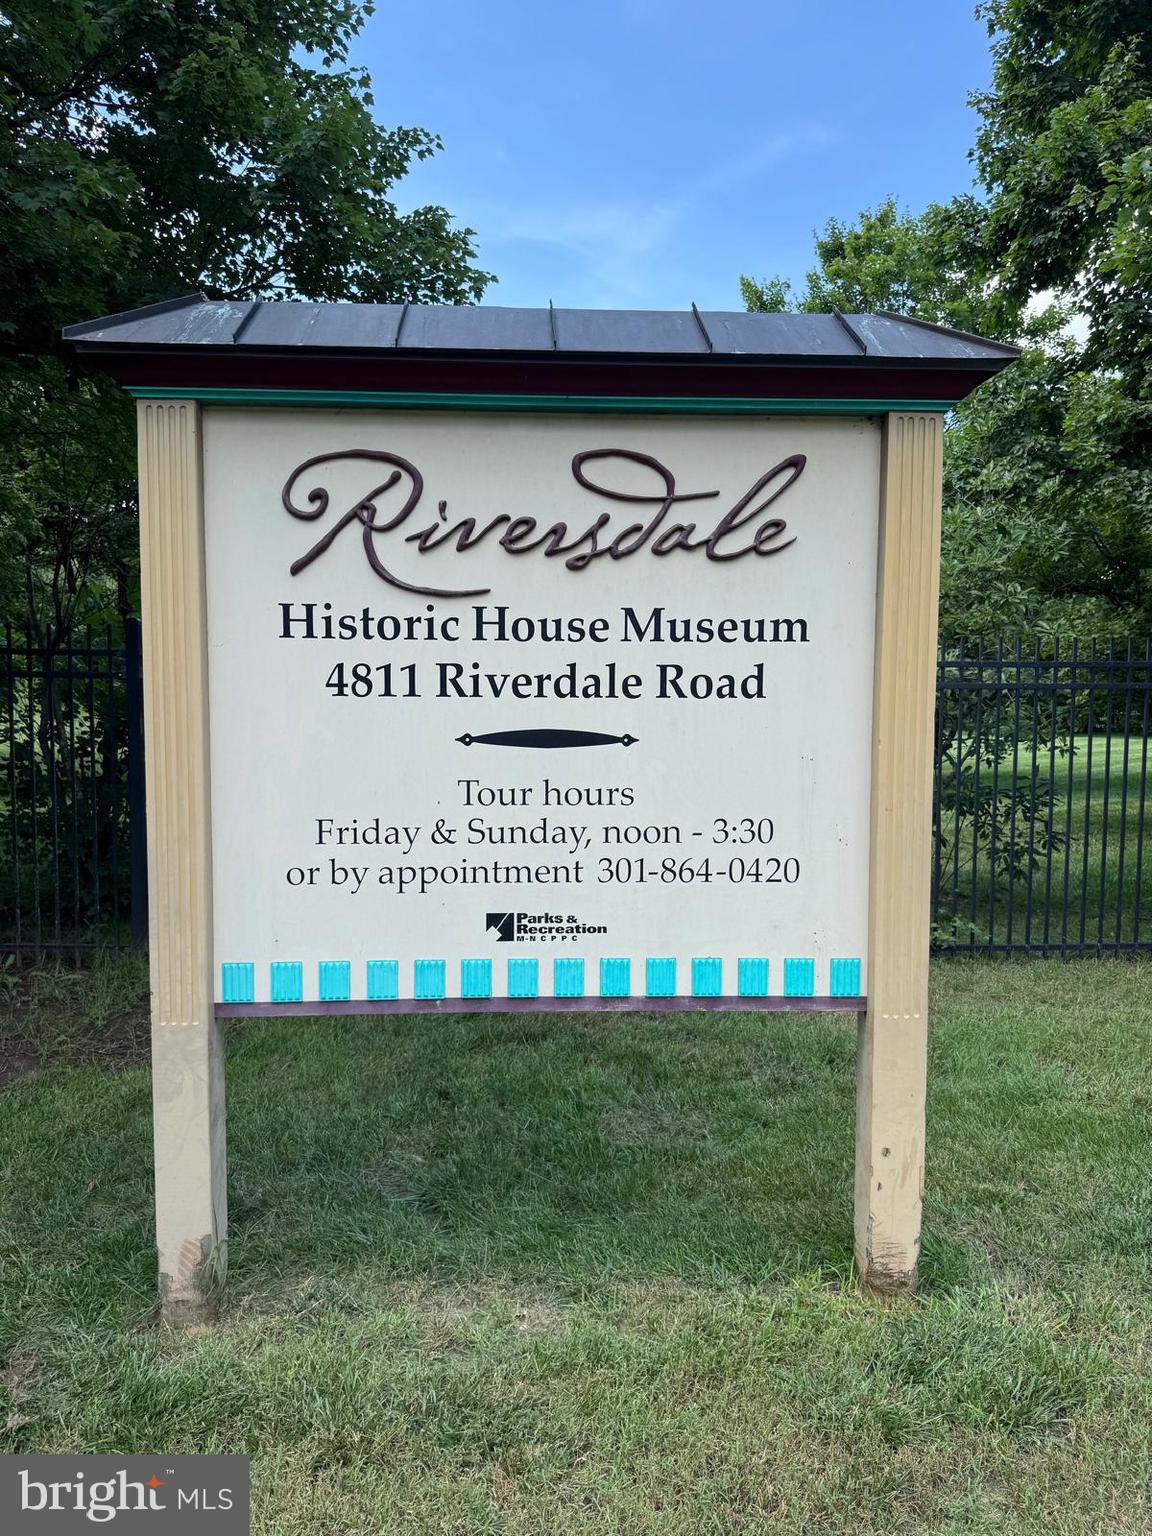 Riversdale
Historic House Museum
4811 Riverdale Road
Tour hours
Friday & Sunday, noon - 3:30
or by appointment 301-864-0420
Parks &
Recreation
M-NCPPC
bright™ MLS